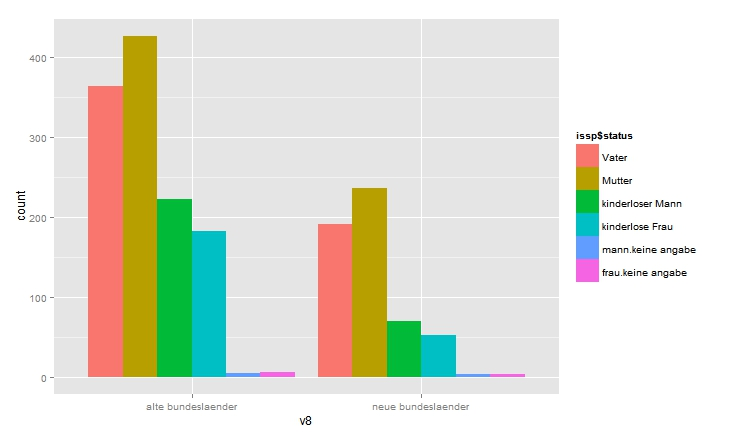 400
300
200
100
0
count
alte bundeslaender
neue bundeslaender
v8
issp$status
Vater
Mutter
kinderloser Mann
kinderlose Frau
mann.keine angabe
frau.keine angabe